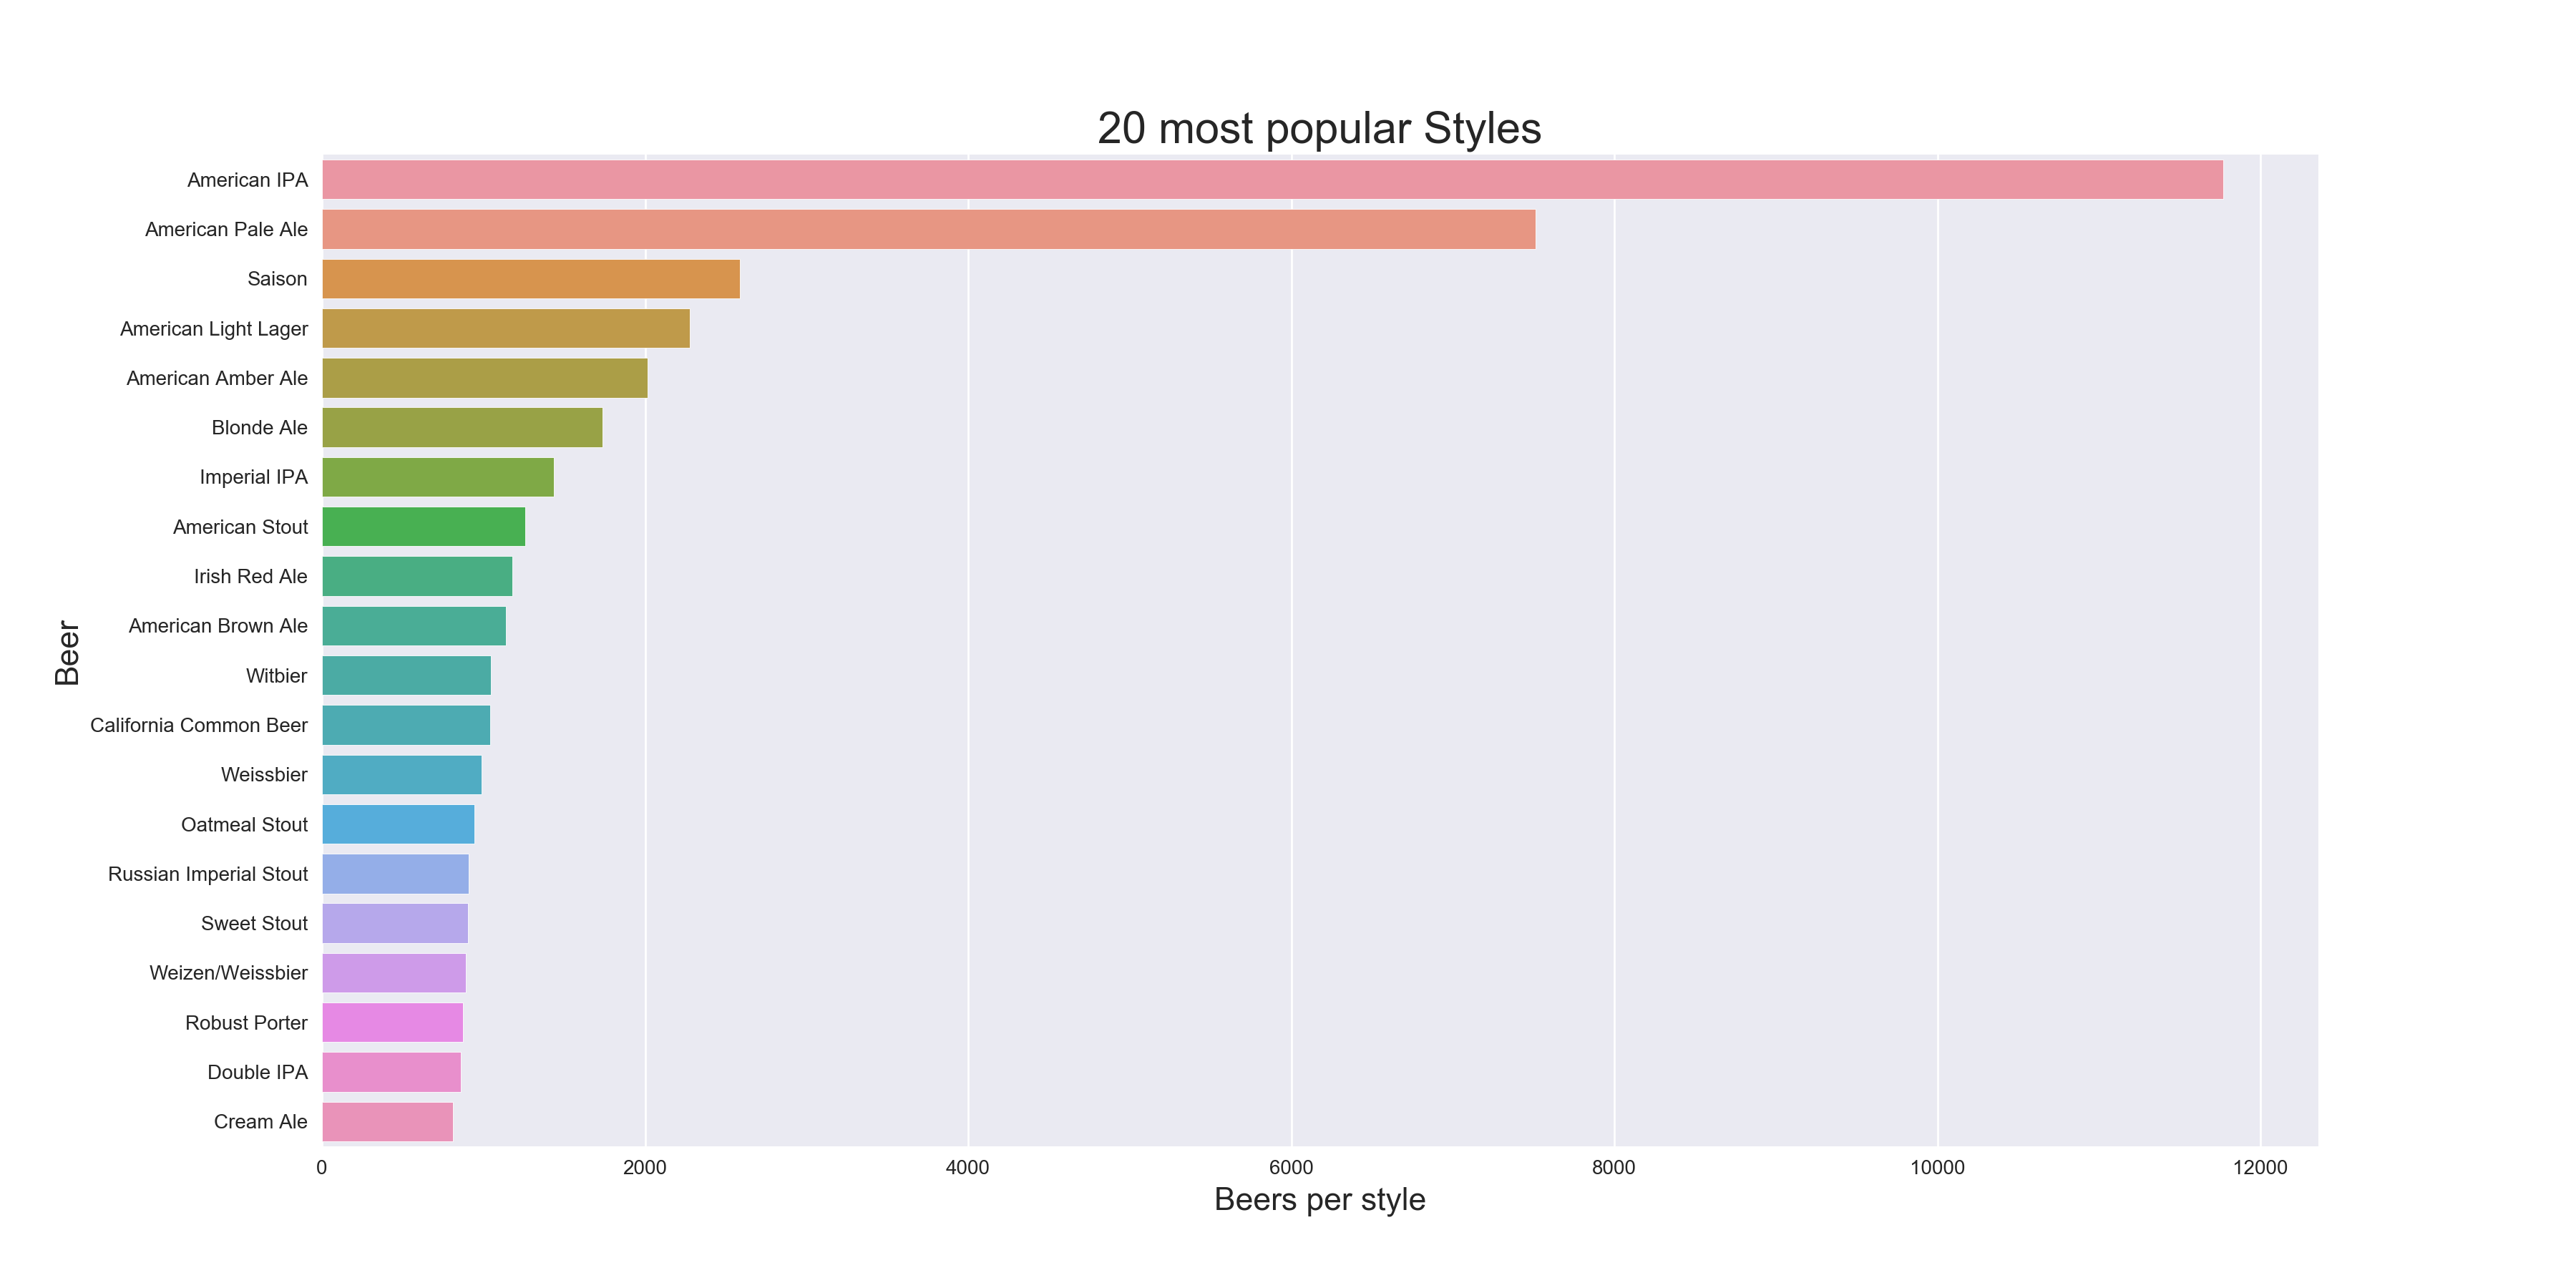 20 most popular Styles
American IPA
American Pale Ale
Saison
American Light Lager
American Amber Ale
Blonde Ale
Imperial IPA
American Stout
Irish Red Ale
American Brown Ale
Witbier
California Common Beer
Weissbier
Oatmeal Stout
Russian Imperial Stout
Sweet Stout
Weizen/Weissbier
Robust Porter
Double IPA
Cream Ale
Beer
0 2000 4000 6000 8000 10000 12000
Beers per style